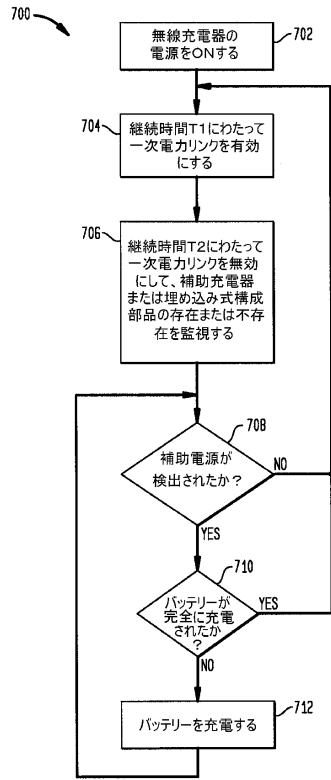 700
無線充電器の
電源をONする
702
704
継続時間T1にわたって
一次電力リンクを有効
にする
706
継続時間T2にわたって
一次電力リンクを無効
にして、補助充電器
または埋め込み式構成
部品の存在または不存
在を監視する
708
補助電源が
検出されたか?
NO
YES
710
バッテリーが
完全に充電
されたか
?
YES
NO
712
バッテリーを充電する